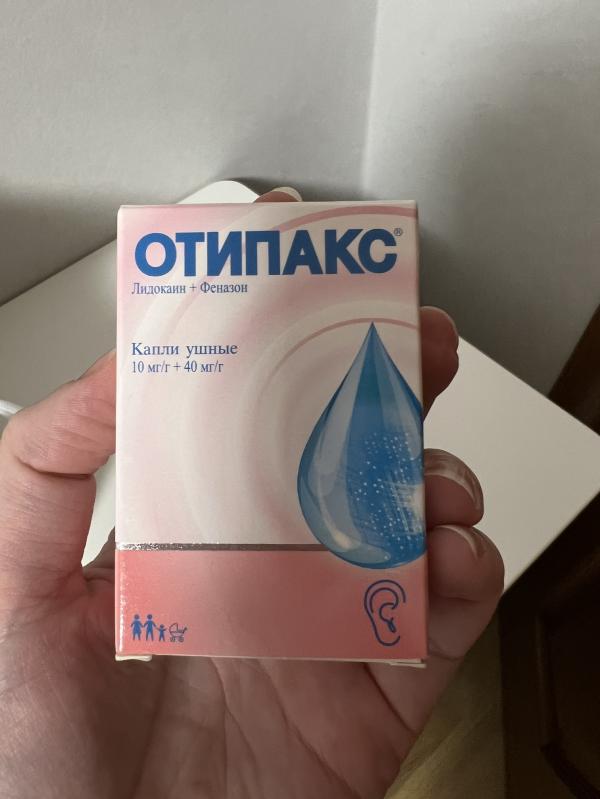 ОТИПАКС®
Лидокаин + Феназон
Капли ушные
10 мг/г + 40 мг/г